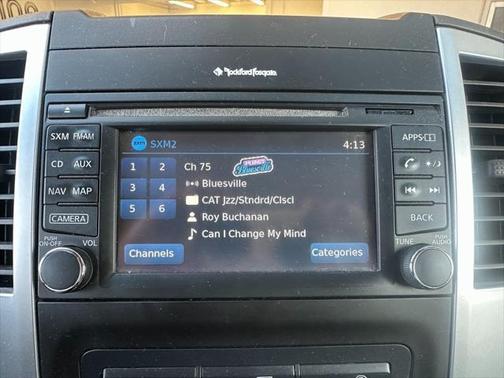 Rockford Fosgate
SXM FM-AM
CD AUX
NAV MAP
CAMERA
PUSH ON-OFF
VOL
SXM2
4:13
1 2
3 4
5 6
Ch 75
Bluesville
CAT Jzz/Stndrd/Clscl
Roy Buchanan
Can I Change My Mind
Channels
Categories
APPS
BACK
TUNE
PUSH AUDIO